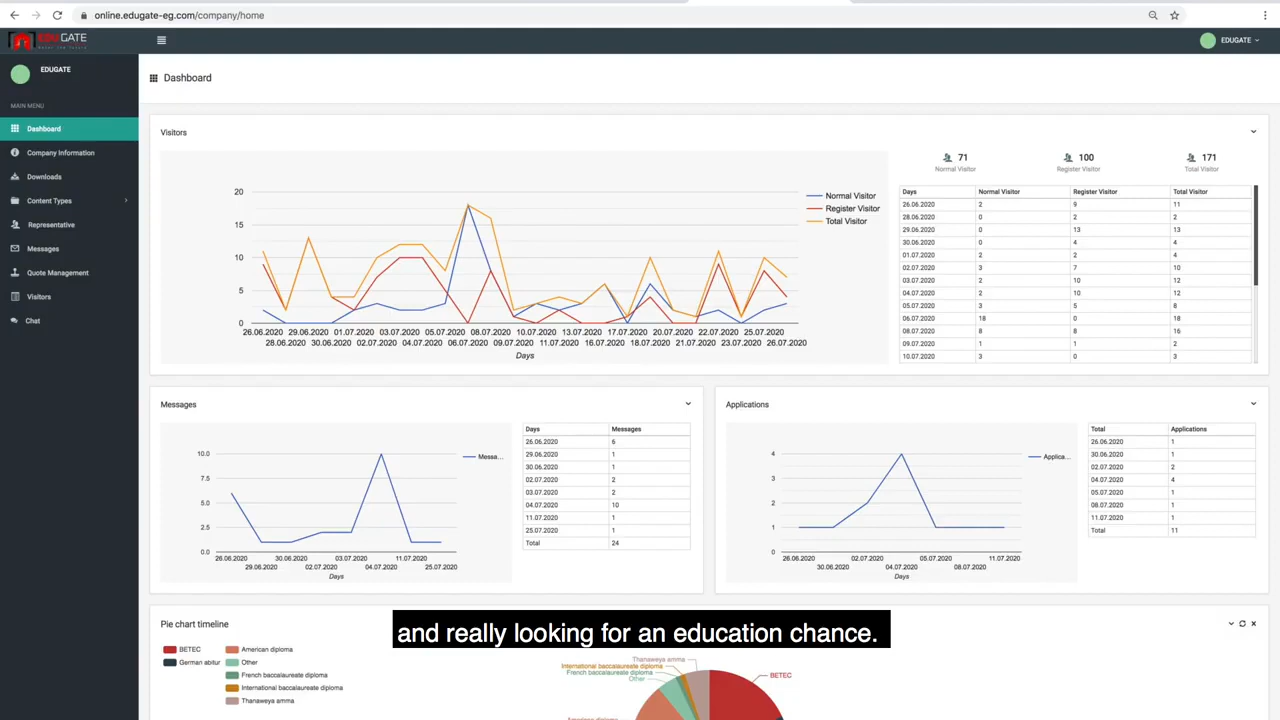 online.edugate-eg.com/company/home
EDUGATE
EDUGATE
EDUGATE
MAIN MENU
Dashboard
Company Information
Downloads
Content Types
Representative
Messages
Quote Management
Visitors
Chat
Dashboard
Visitors
20
15
10
5
0
26.06.2020 29.06.2020 01.07.2020 03.07.2020 05.07.2020 08.07.2020 10.07.2020 13.07.2020 17.07.2020 20.07.2020 22.07.2020 25.07.2020
28.06.2020 30.06.2020 02.07.2020 04.07.2020 06.07.2020 09.07.2020 11.07.2020 16.07.2020 18.07.2020 21.07.2020 23.07.2020 26.07.2020
Days
Normal Visitor
Register Visitor
Total Visitor
71 100 171
Normal Visitor Register Visitor Total Visitor
Days Normal Visitor Register Visitor Total Visitor
26.06.2020 2 9 11
28.06.2020 0 2 2
29.06.2020 0 13 13
30.06.2020 0 4 4
01.07.2020 2 2 4
02.07.2020 3 7 10
03.07.2020 2 10 12
04.07.2020 2 10 12
05.07.2020 3 5 8
06.07.2020 18 0 18
08.07.2020 8 8 16
09.07.2020 1 1 2
10.07.2020 3 0 3
Messages
10.0
7.5
5.0
2.5
0.0
26.06.2020 30.06.2020 03.07.2020 11.07.2020
29.06.2020 02.07.2020 04.07.2020 25.07.2020
Days
Messa...
Days Messages
26.06.2020 6
29.06.2020 1
30.06.2020 1
02.07.2020 2
03.07.2020 2
04.07.2020 10
11.07.2020 1
25.07.2020 1
Total 24
Applications
4
3
2
1
0
26.06.2020 02.07.2020 05.07.2020 11.07.2020
30.06.2020 04.07.2020 08.07.2020
Days
Applica...
Total Applications
26.06.2020 1
30.06.2020 1
02.07.2020 2
04.07.2020 4
05.07.2020 1
08.07.2020 1
11.07.2020 1
Total 11
Pie chart timeline
and really looking for an education chance.
BETEC American diploma
German abitur Other
French baccalaureate diploma
International baccalaureate diploma
Thanaweya amma
Thanaweya amma
International baccalaureate diploma
French baccalaureate diploma
Other
BETEC
American diploma